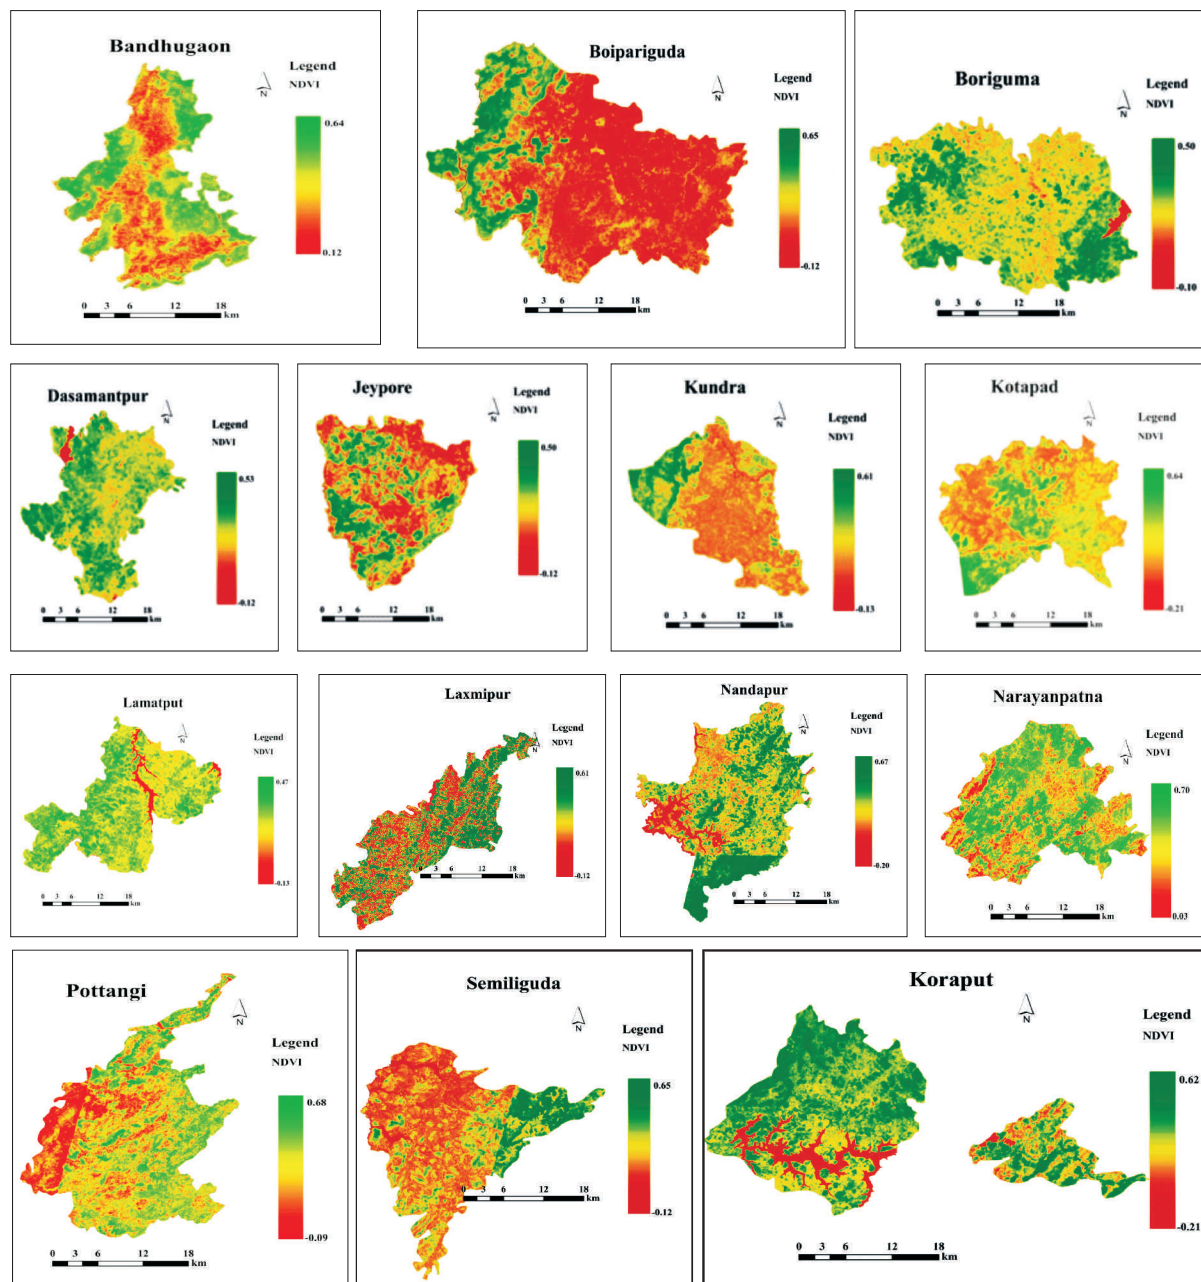 Bandhugaon
Legend
NDVI
N
0.64
0.12
0 3 6 12 18
km
Boipariguda
Legend
NDVI
N
0.65
-0.12
0 3 6 12 18
km
Boriguma
Legend
NDVI
N
0.50
-0.10
0 3 6 12 18
km
Dasamantpur
Legend
NDVI
N
0.53
-0.12
0 3 6 12 18
km
Jeypore
Legend
NDVI
N
0.50
-0.12
0 3 6 12 18
km
Kundra
Legend
NDVI
N
0.61
-0.13
0 3 6 12 18
km
Kotapad
Legend
NDVI
N
0.64
-0.21
0 3 6 12 18
km
Lamatput
Legend
NDVI
N
0.47
-0.13
0 3 6 12 18
km
Laxmipur
Legend
NDVI
N
0.61
-0.12
0 3 6 12 18
km
Nandapur
Legend
NDVI
N
0.67
-0.20
0 3 6 12 18
km
Narayanpatna
Legend
NDVI
N
0.70
0.03
0 3 6 12 18
km
Pottangi
Legend
NDVI
N
0.68
-0.09
0 3 6 12 18
km
Semiliguda
Legend
NDVI
N
0.65
-0.12
0 2 4 6 12 18
km
Koraput
Legend
NDVI
N
0.62
-0.21
0 3 6 12 18
km